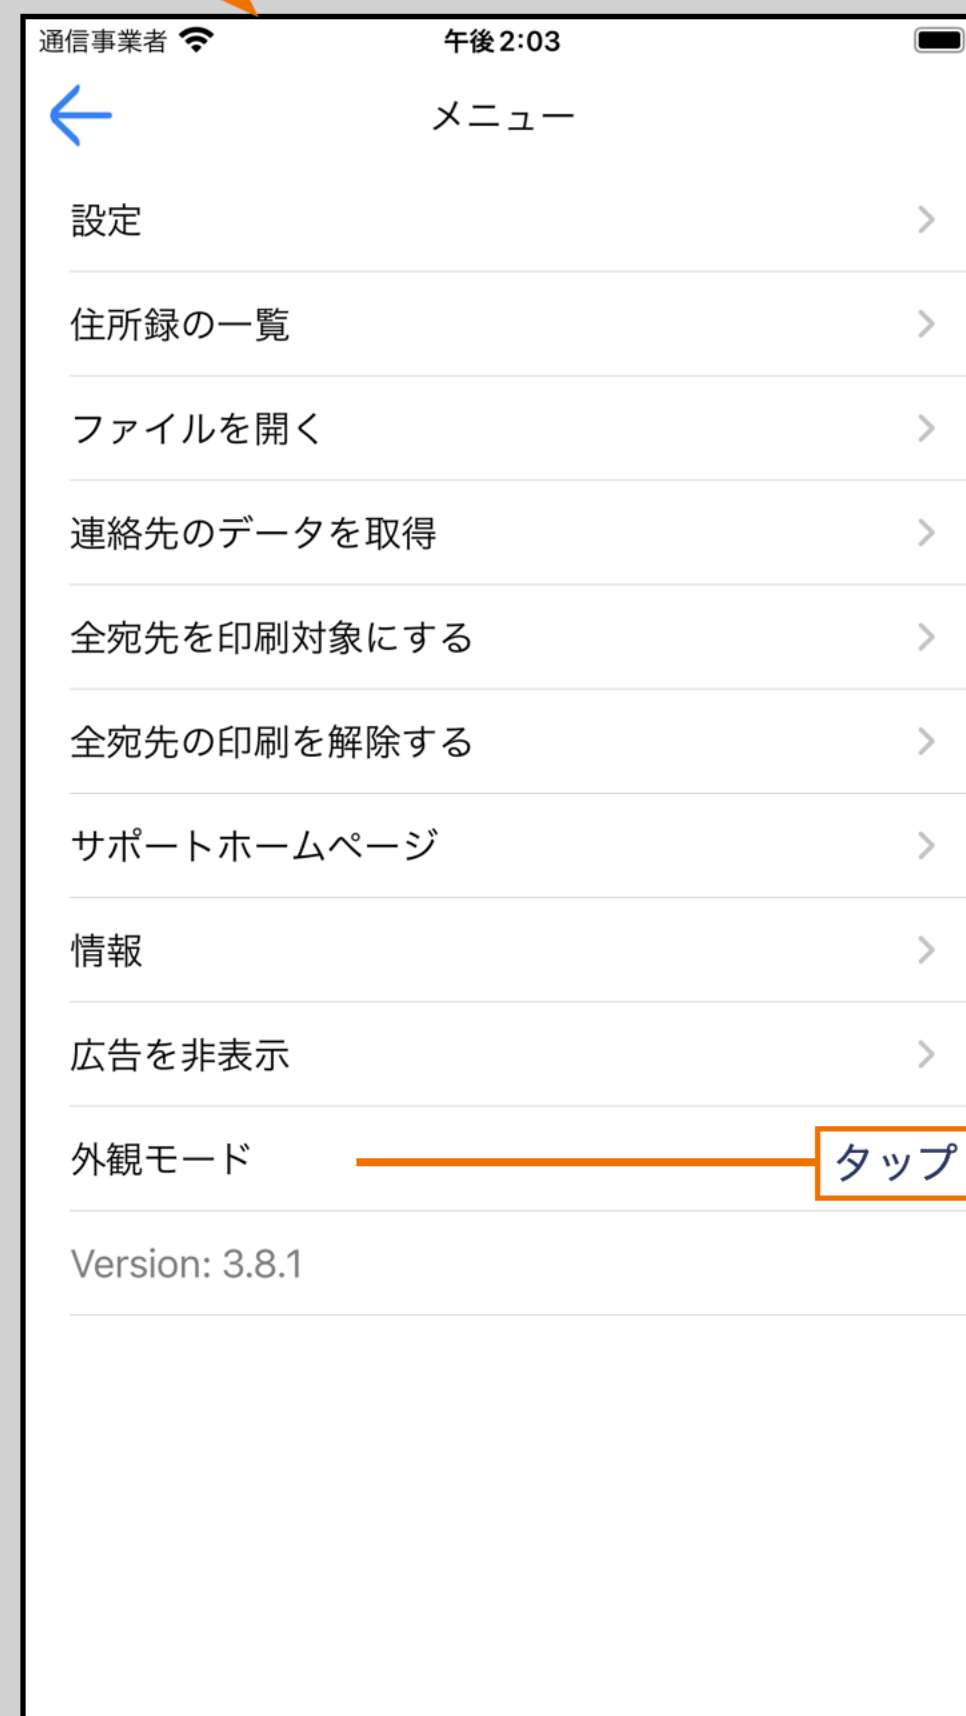 通信事業者
午後2:03
メニュー
設定
住所録の一覧
ファイルを開く
連絡先のデータを取得
全宛先を印刷対象にする
全宛先の印刷を解除する
サポートホームページ
情報
広告を非表示
外観モード
タップ
Version: 3.8.1